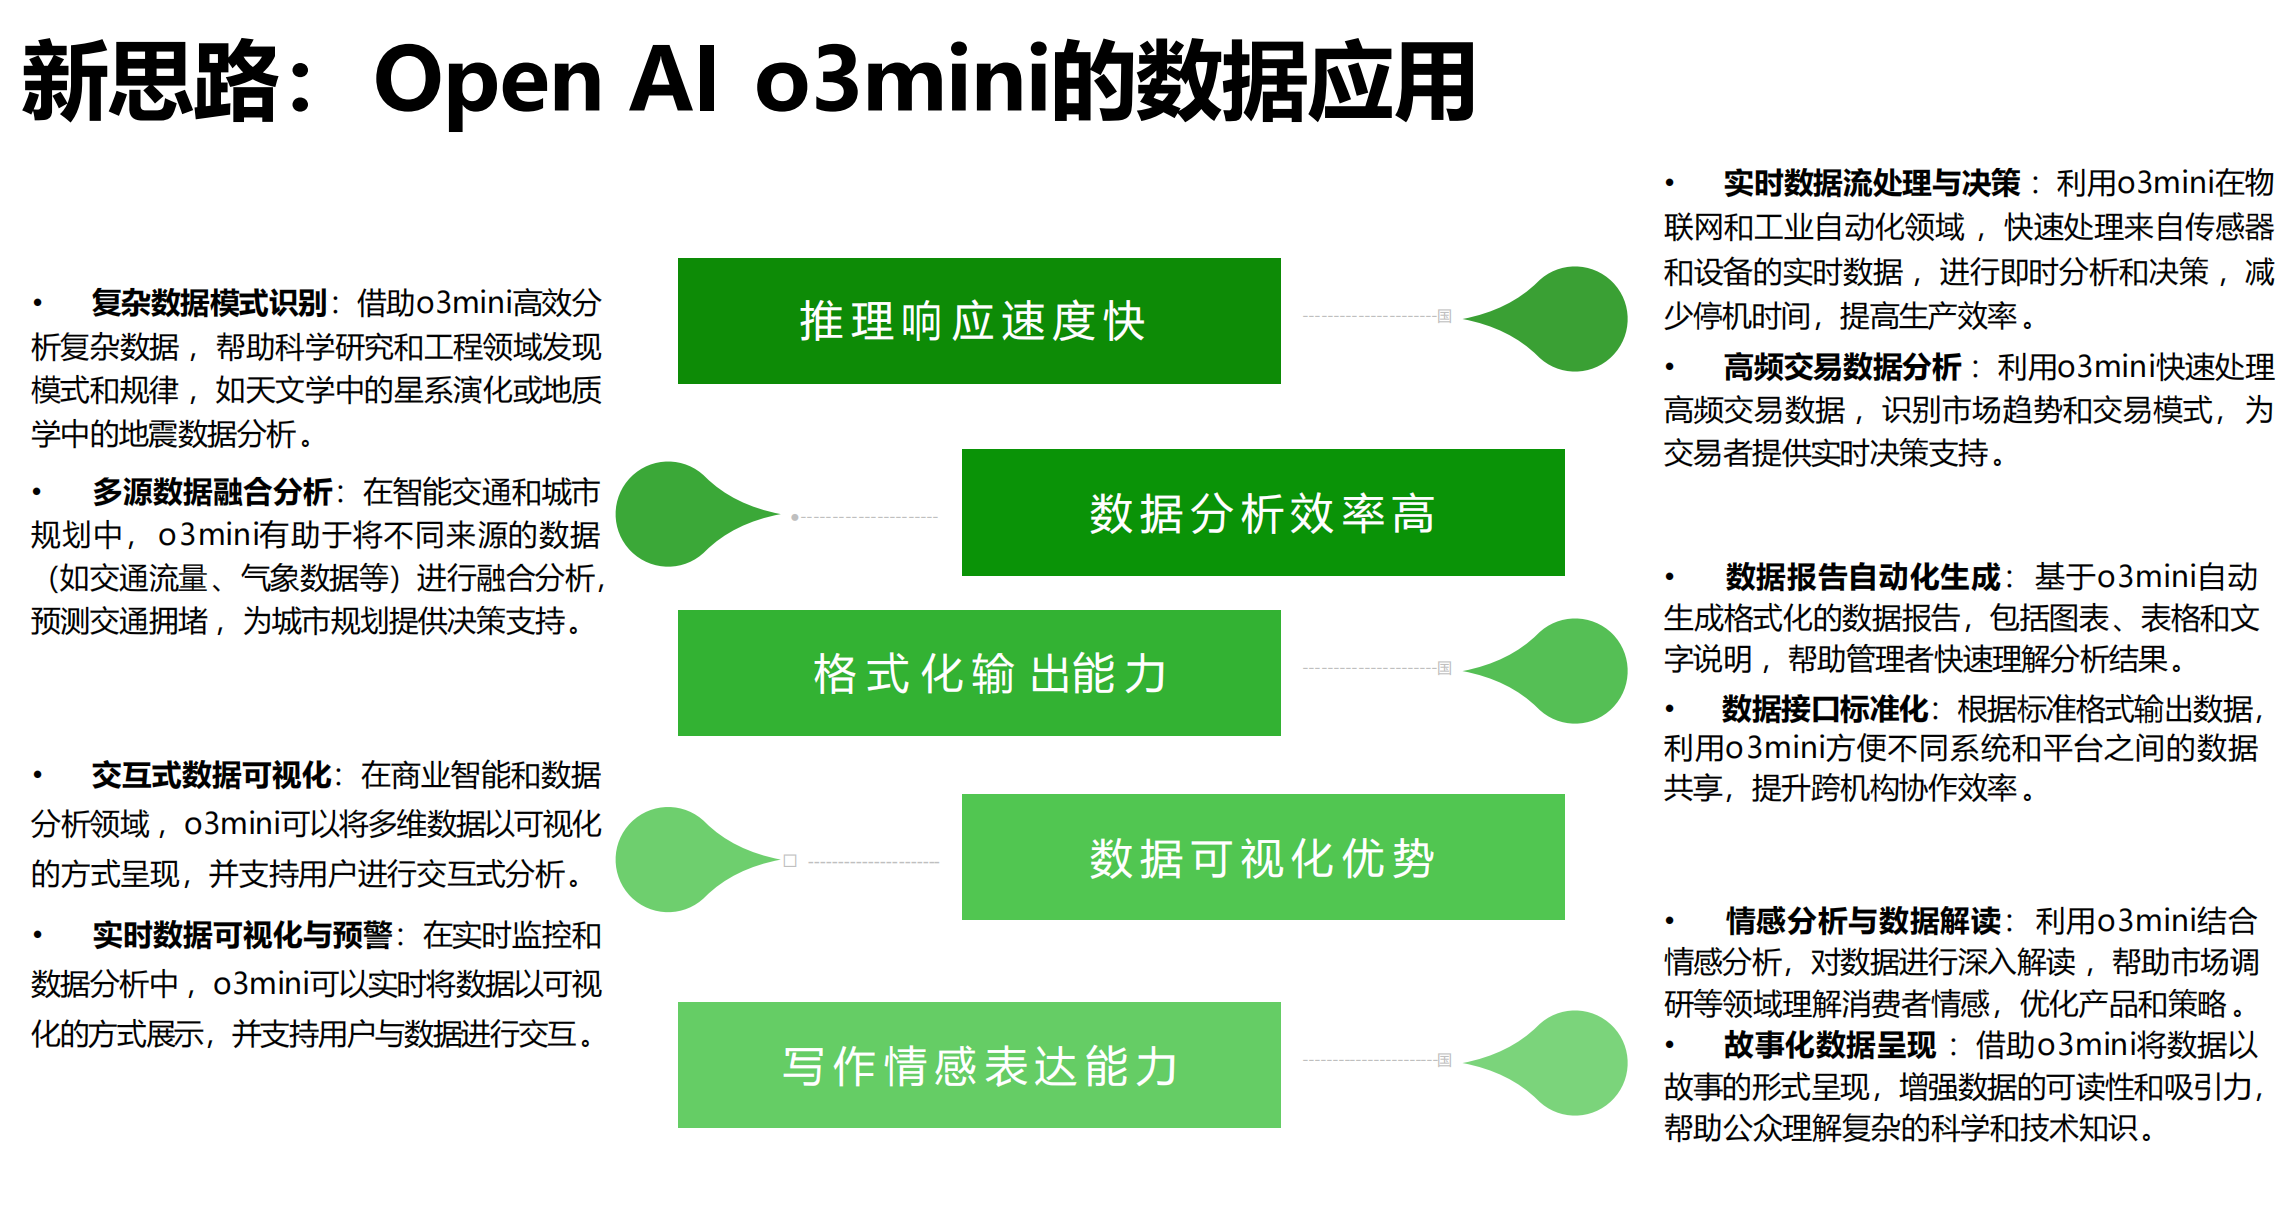 新思路：Open AI o3mini的数据应用
• 复杂数据模式识别：借助o3mini高效分
析复杂数据，帮助科学研究和工程领域发现
模式和规律，如天文学中的星系演化或地质
学中的地震数据分析。
• 多源数据融合分析：在智能交通和城市
规划中，o3mini有助于将不同来源的数据
（如交通流量、气象数据等）进行融合分析，
预测交通拥堵，为城市规划提供决策支持。
• 交互式数据可视化：在商业智能和数据
分析领域，o3mini可以将多维数据以可视化
的方式呈现，并支持用户进行交互式分析。
• 实时数据可视化与预警：在实时监控和
数据分析中，o3mini可以实时将数据以可视
化的方式展示，并支持用户与数据进行交互。
推理响应速度快
国
数据分析效率高
格式化输出能力
国
数据可视化优势
写作情感表达能力
国
• 实时数据流处理与决策：利用o3mini在物
联网和工业自动化领域，快速处理来自传感器
和设备的实时数据，进行即时分析和决策，减
少停机时间，提高生产效率。
• 高频交易数据分析：利用o3mini快速处理
高频交易数据，识别市场趋势和交易模式，为
交易者提供实时决策支持。
• 数据报告自动化生成：基于o3mini自动
生成格式化的数据报告，包括图表、表格和文
字说明，帮助管理者快速理解分析结果。
• 数据接口标准化：根据标准格式输出数据，
利用o3mini方便不同系统和平台之间的数据
共享，提升跨机构协作效率。
• 情感分析与数据解读：利用o3mini结合
情感分析，对数据进行深入解读，帮助市场调
研等领域理解消费者情感，优化产品和策略。
• 故事化数据呈现：借助o3mini将数据以
故事的形式呈现，增强数据的可读性和吸引力，
帮助公众理解复杂的科学和技术知识。